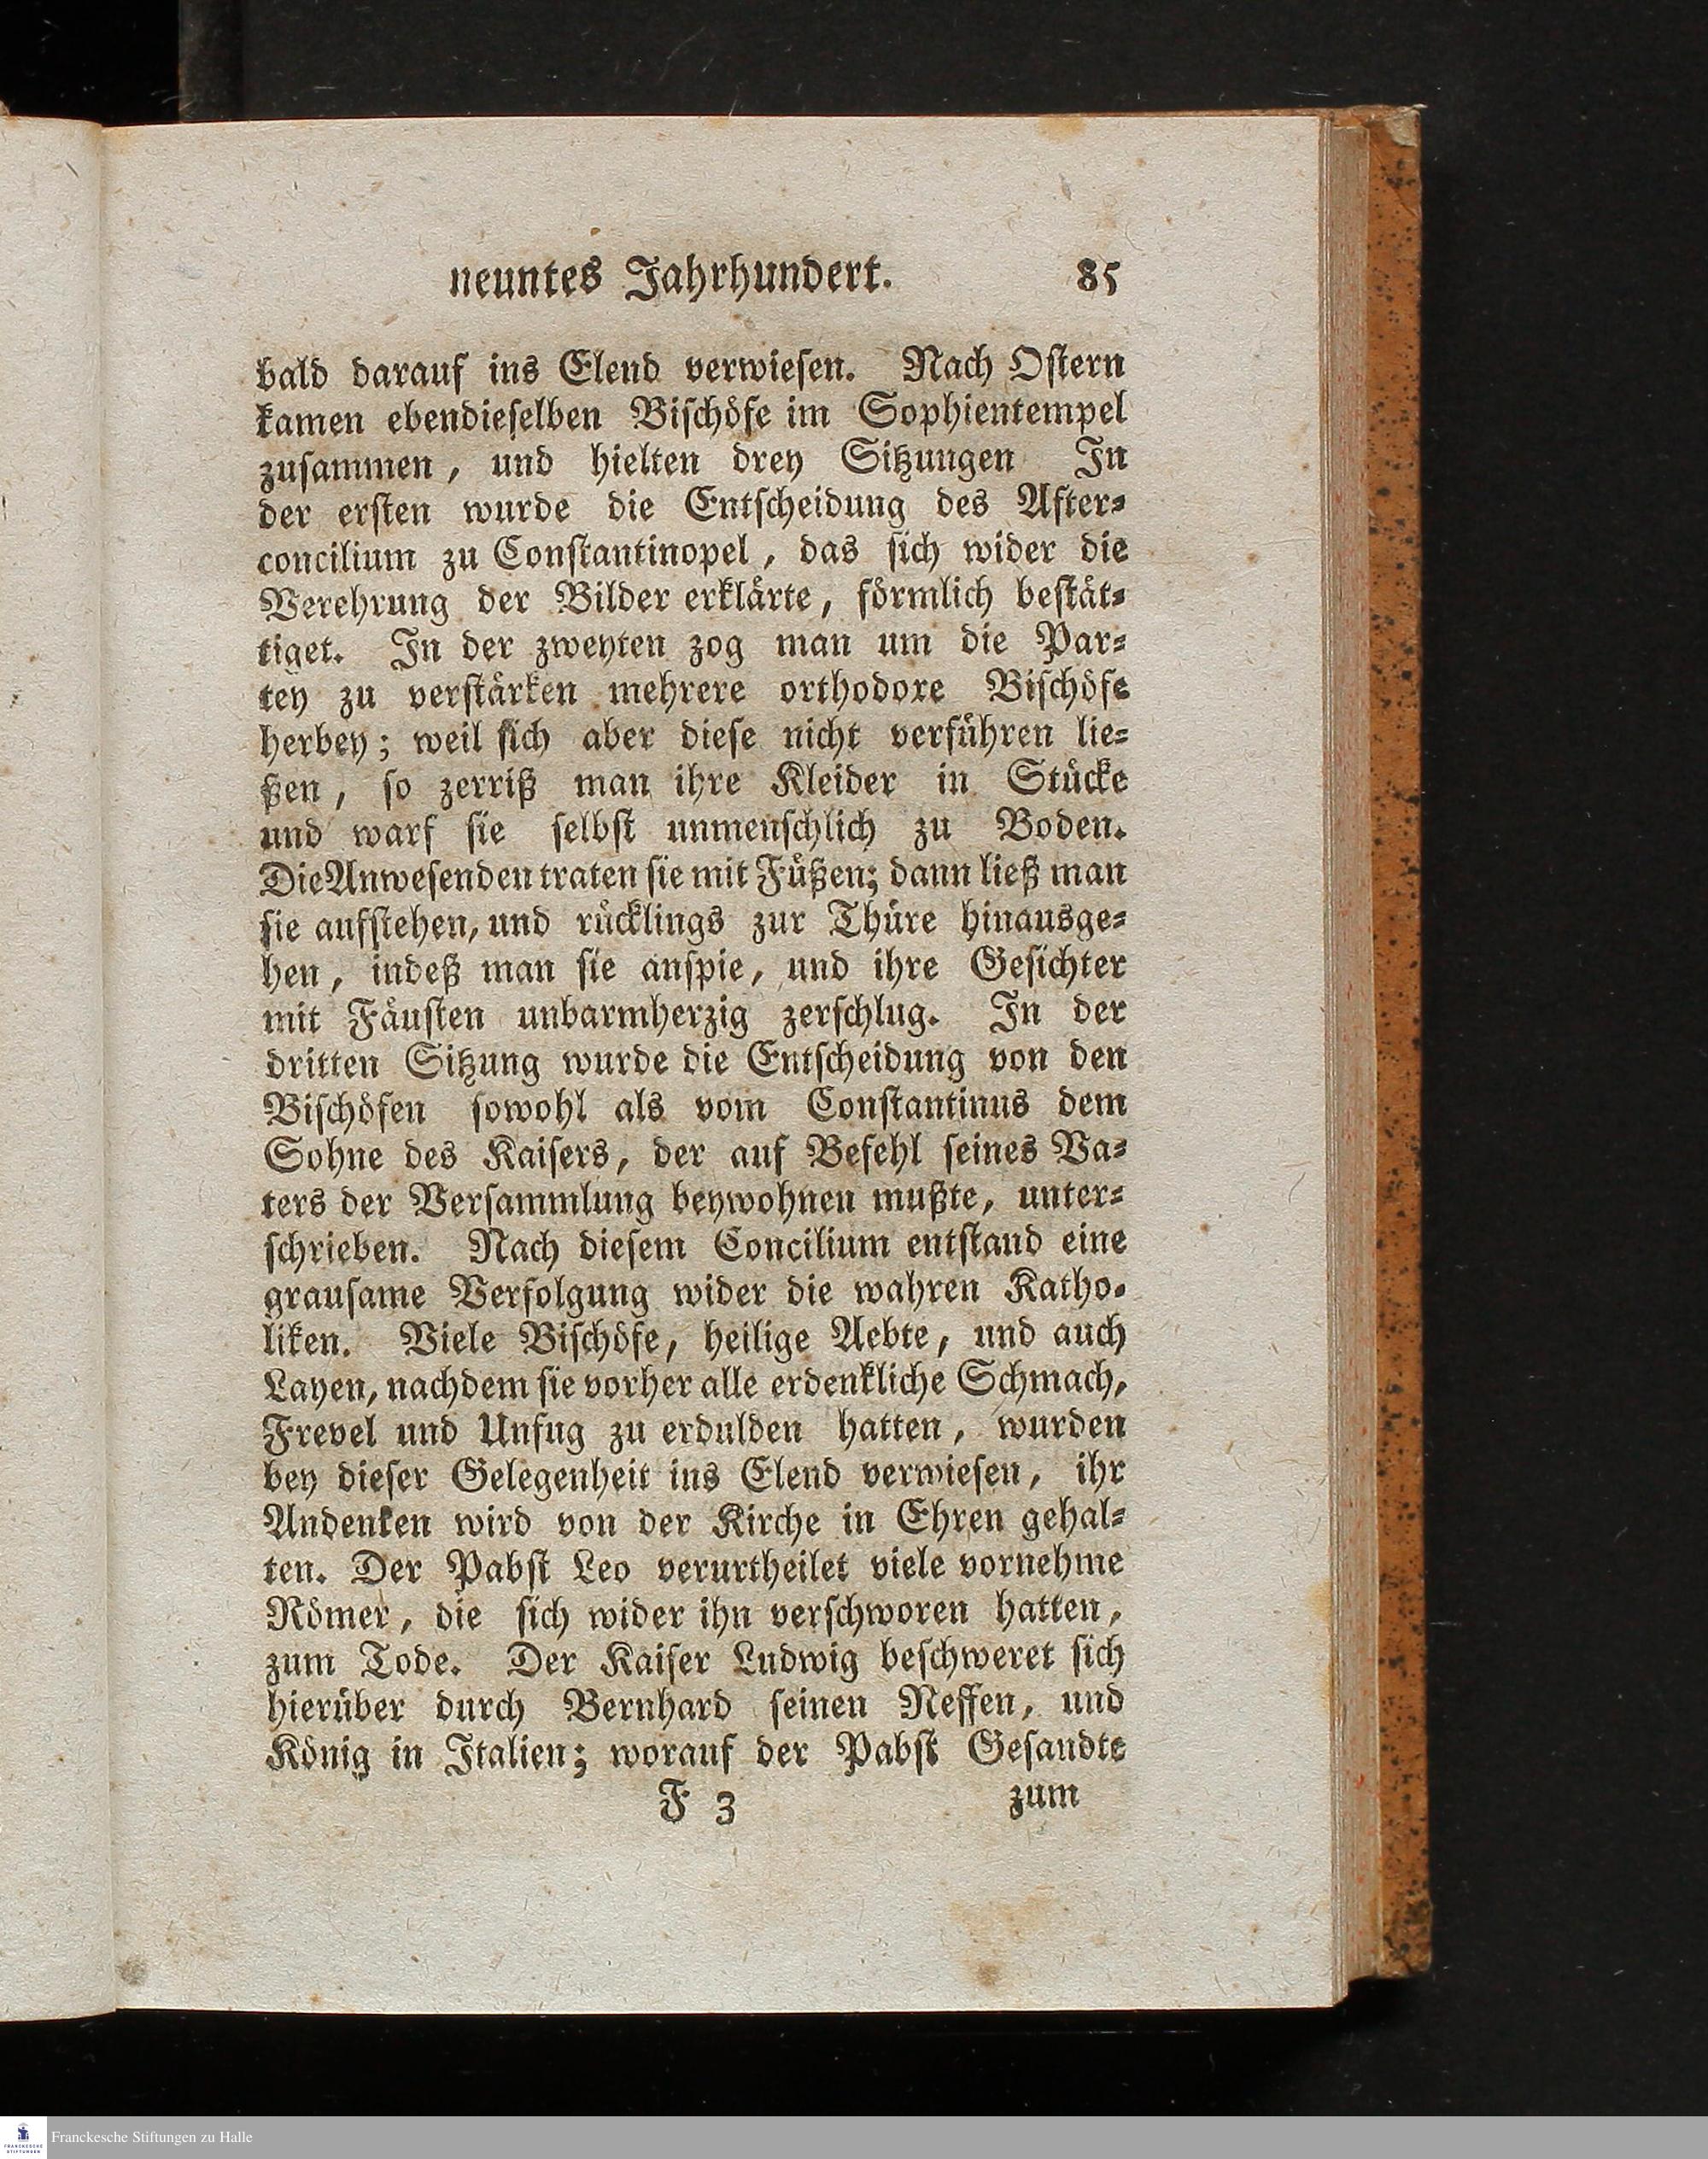 neuntes Jahrhundert. 85
bald darauf ins Elend verwiesen. Nach Ostern
kamen ebendieselben Bischöfe im Sophientempel
zusammen, und hielten drey Sitzungen In
der ersten wurde die Entscheidung des After-
concilium zu Constantinopel, das sich wider die
Verehrung der Bilder erklärte, förmlich bestät-
tiget. In der zweyten zog man um die Par-
tey zu verstärken mehrere orthodoxe Bischöfe
herbey; weil sich aber diese nicht verführen lie-
ßen, so zerriß man ihre Kleider in Stücke
und warf sie selbst unmenschlich zu Boden.
Die Anwesenden traten sie mit Füßen; dann ließ man
sie aufstehen, und rücklings zur Thüre hinausge-
hen, indeß man sie anspie, und ihre Gesichter
mit Fäusten unbarmherzig zerschlug. In der
dritten Sitzung wurde die Entscheidung von den
Bischöfen sowohl als vom Constantinus dem
Sohne des Kaisers, der auf Befehl seines Va-
ters der Versammlung beywohnen mußte, unter-
schrieben. Nach diesem Concilium entstand eine
grausame Verfolgung wider die wahren Katho-
liken. Viele Bischöfe, heilige Aebte, und auch
Layen, nachdem sie vorher alle erdenkliche Schmach,
Frevel und Unfug zu erdulden hatten, wurden
bey dieser Gelegenheit ins Elend verwiesen, ihr
Andenken wird von der Kirche in Ehren gehal-
ten. Der Pabst Leo verurtheilet viele vornehme
Römer, die sich wider ihn verschworen hatten,
zum Tode. Der Kaiser Ludwig beschweret sich
hierüber durch Bernhard seinen Neffen, und
König in Italien; worauf der Pabst Gesandte
F 3 zum
FRANCKESCHE
STIFTUNGEN
Franckesche Stiftungen zu Halle